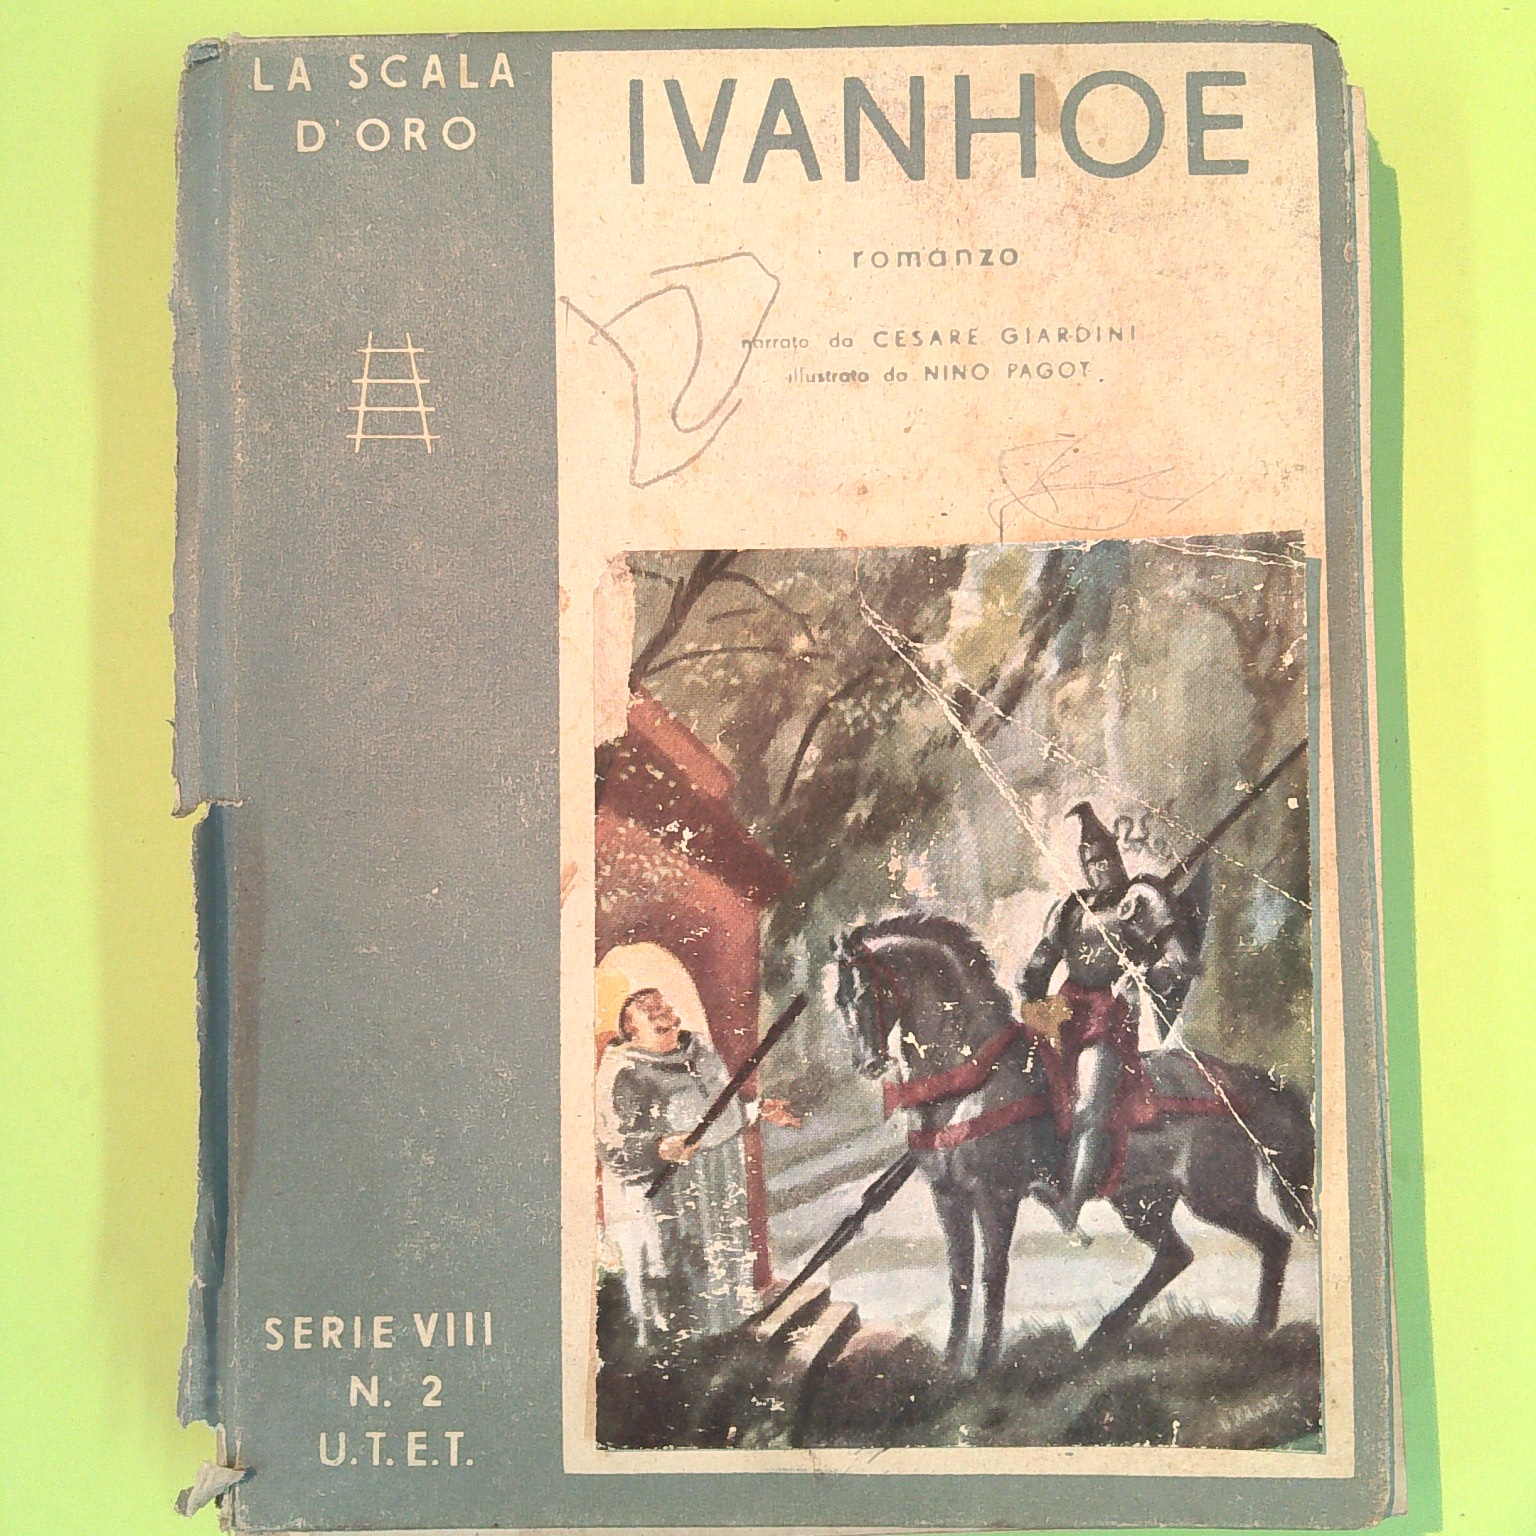 LA SCALA
D'ORO
IVANHOE
romanzo
narrato da CESARE GIARDINI
illustrato da NINO PAGOT.
SERIE VIII
N. 2
U.T.E.T.